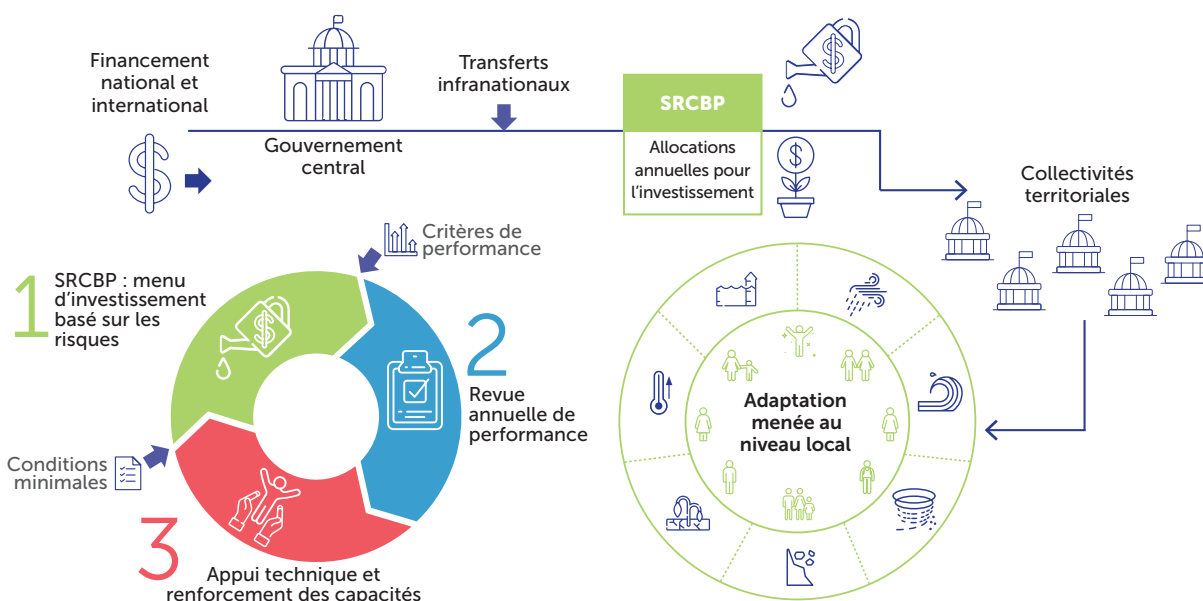 Financement
national et
international
Gouvernement
central
Transferts
infranationaux
SRCBP
Allocations
annuelles pour
l’investissement
Collectivités
territoriales
Critères de
performance
1
SRCBP : menu
d’investissement
basé sur les
risques
2
Revue
annuelle de
performance
Conditions
minimales
3
Appui technique et
renforcement des capacités
Adaptation
menée au
niveau local